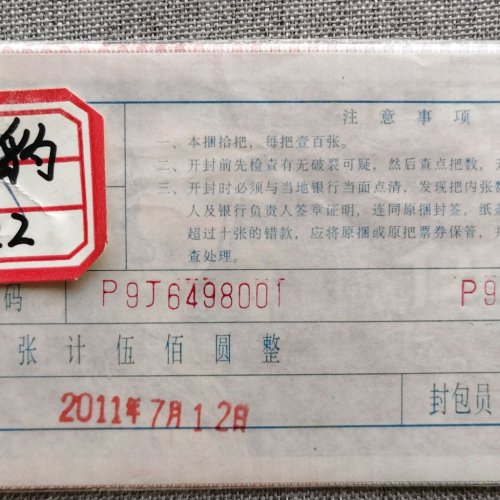 豹
.2
注意事项
一、本捆拾把，每把壹百张。
二、开封前先检查有无破裂可疑，然后查点把数，
三、开封时必须与当地银行当面点清，发现把内张
人及银行负责人签章证明，连同原捆封签，纸
超过十张的错款，应将原捆或原把票券保管，
查处理。
码 P9J6498001 P9
张计伍佰圆整
2011年7月12日 封包员